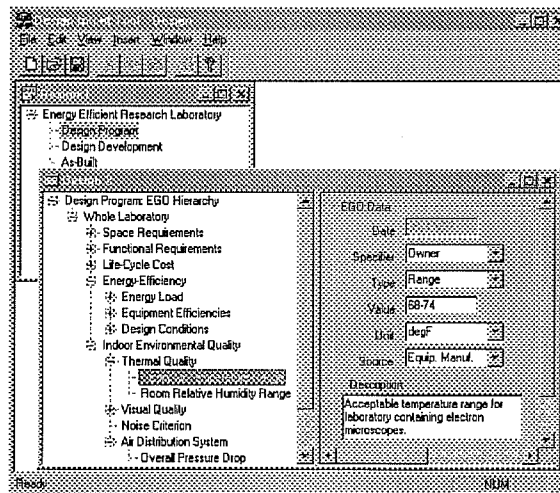 File Edit View Insert Window Help
Energy Efficient Research Laboratory
Design Program
Design Development
As-Built
Design Program: EGO Hierarchy
Whole Laboratory
Space Requirements
Functional Requirements
Life-Cycle Cost
Energy-Efficiency
Energy Load
Equipment Efficiencies
Design Conditions
Indoor Environmental Quality
Thermal Quality
Room Relative Humidity Range
Visual Quality
Noise Criterion
Air Distribution System
Overall Pressure Drop
EGO Data
Date
Specifier Owner
Type Range
Value 68-74
Unit degF
Source Equip. Manuf.
Description
Acceptable temperature range for
laboratory containing electron
microscopes.
Ready NUM